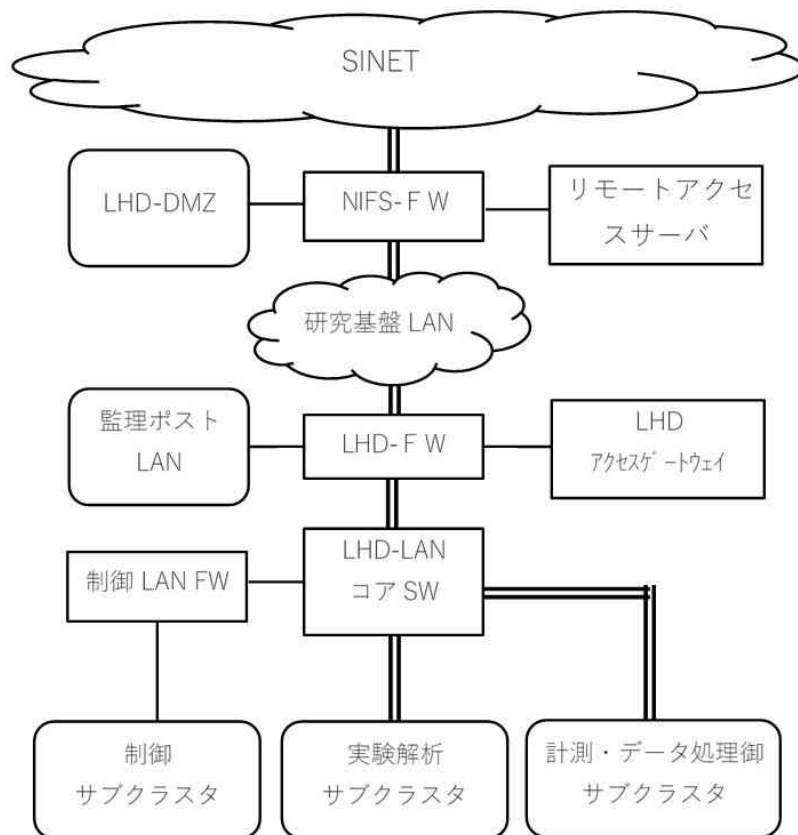 SINET
LHD-DMZ
NIFS-ＦＷ
リモートアクセ
スサーバ
研究基盤 LAN
監理ポスト
LAN
LHD-ＦＷ
LHD
ｱｸｾｽｹﾞｰﾄｳｪｲ
制御 LAN FW
LHD-LAN
コア SW
制御
サブクラスタ
実験解析
サブクラスタ
計測・データ処理御
サブクラスタ